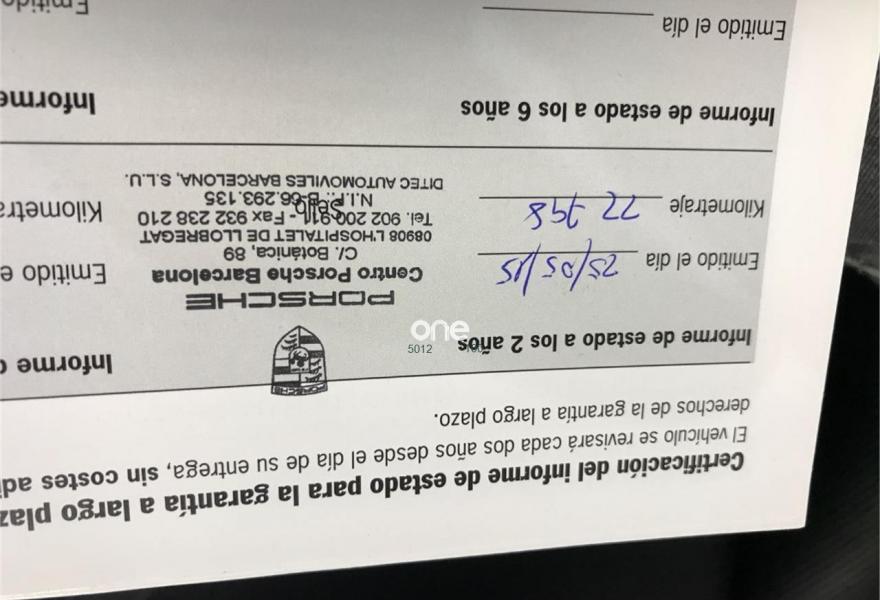 Certificación del informe de estado para la garantía a largo plaz
El vehículo se revisará cada dos años desde el día de su entrega, sin costes adi
derechos de la garantía a largo plazo.
Informe de estado a los 2 años
Emitido el día 25/05/15
Kilometraje
PORSCHE
PORSCHE
Centro Porsche Barcelona
C/. Botánica, 89
08908 L'HOSPITALET DE LLOBREGAT
Tel. 902 200 911 - Fax 932 238 210
Sello
N.I.F.: B-66.293.135
DITEC AUTOMOVILES BARCELONA, S.L.U.
Informe
Emitido e
Kilometra
Informe de estado a los 6 años
Emitido el día
Informe
Emitido
one
5012